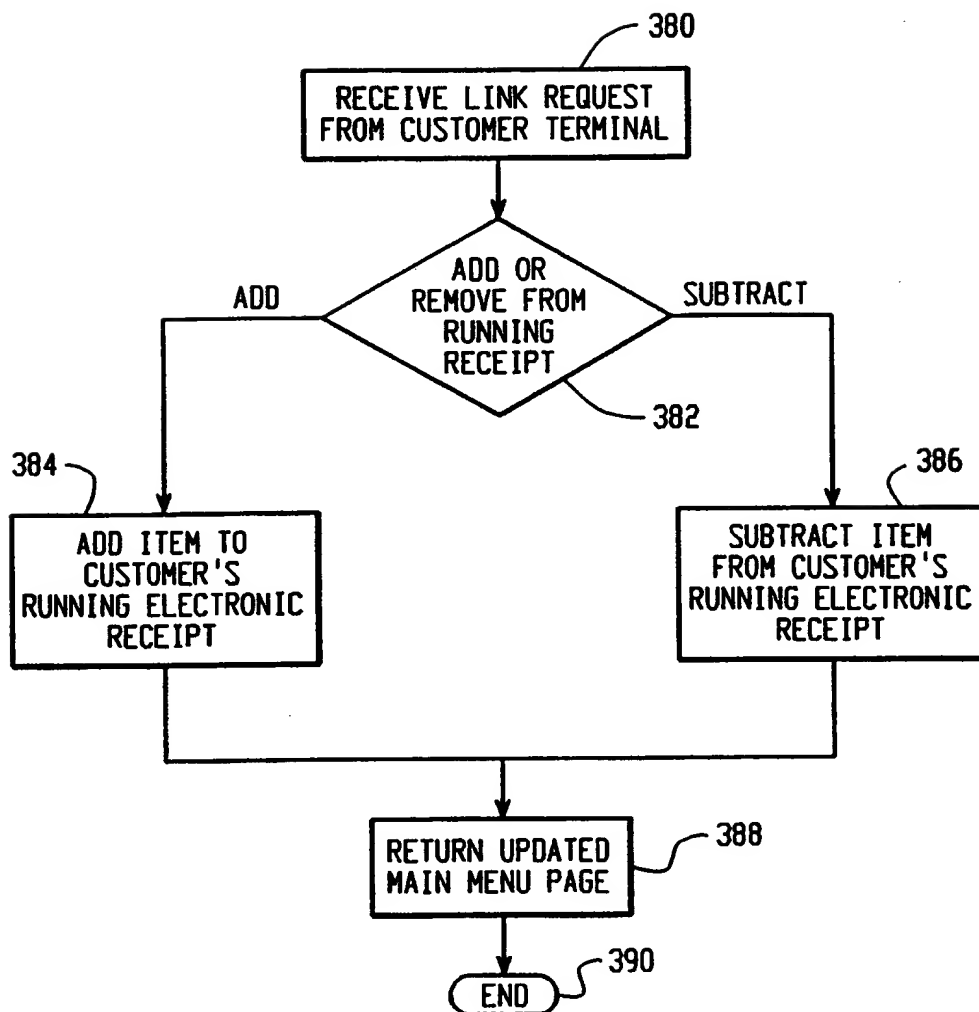 380
RECEIVE LINK REQUEST
FROM CUSTOMER TERMINAL
ADD OR
REMOVE FROM
RUNNING
RECEIPT
ADD
SUBTRACT
382
384
ADD ITEM TO
CUSTOMER'S
RUNNING ELECTRONIC
RECEIPT
386
SUBTRACT ITEM
FROM CUSTOMER'S
RUNNING ELECTRONIC
RECEIPT
RETURN UPDATED
MAIN MENU PAGE
388
END
390